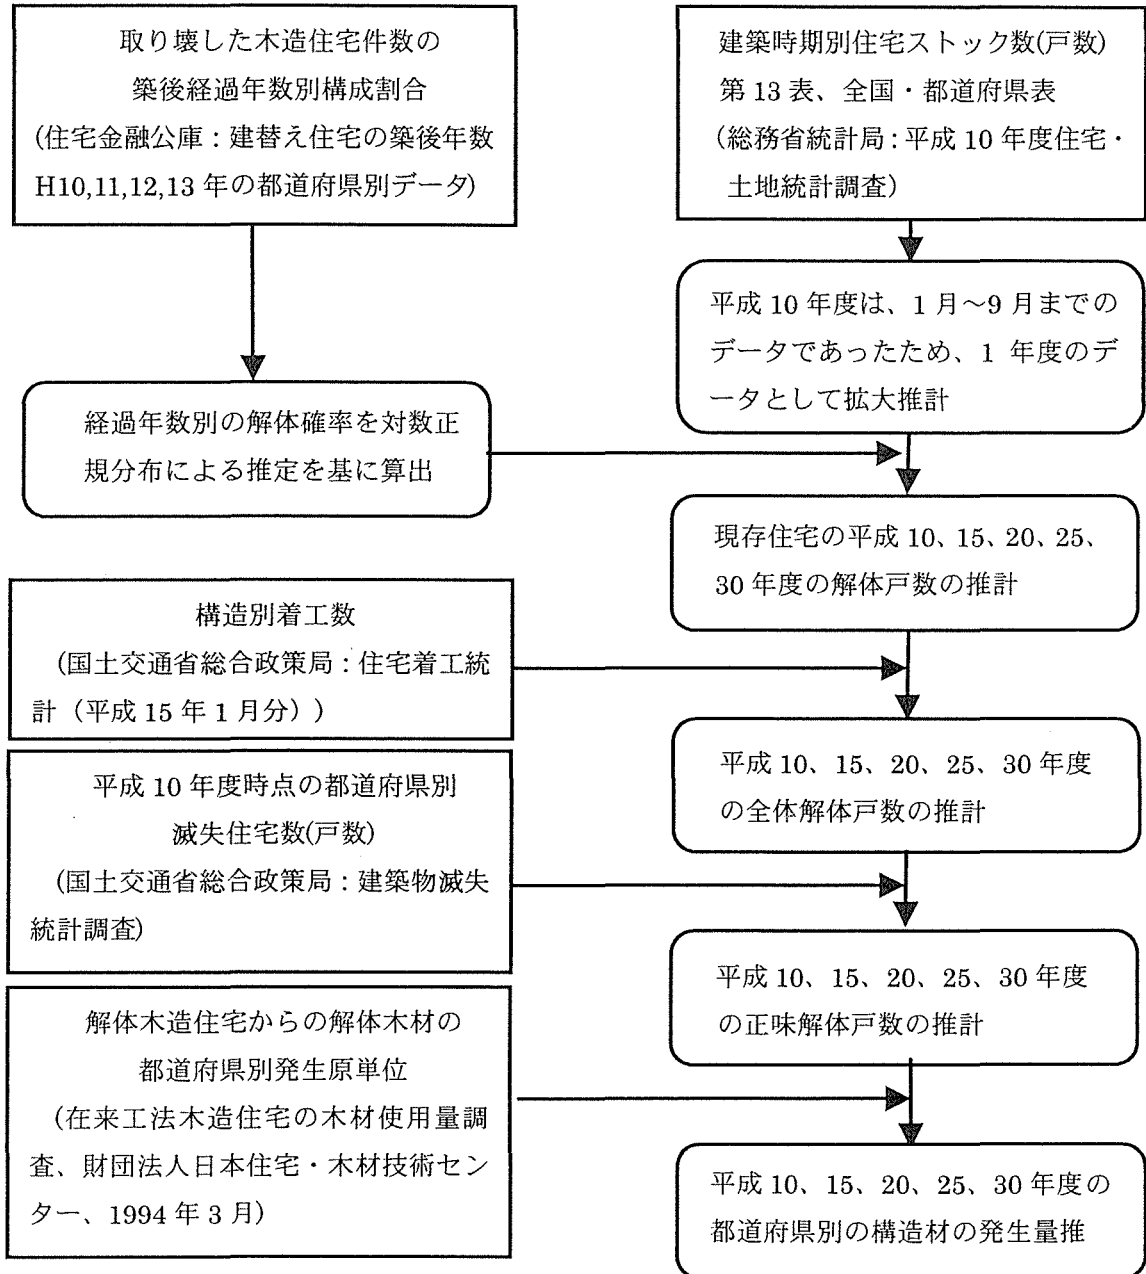 取り壊した木造住宅件数の
築後経過年数別構成割合
(住宅金融公庫：建替え住宅の築後年数
H10,11,12,13 年の都道府県別データ)
建築時期別住宅ストック数(戸数)
第 13 表、全国・都道府県表
(総務省統計局：平成 10 年度住宅・
土地統計調査）
平成 10 年度は、1 月～9 月までの
データであったため、1 年度のデ
ータとして拡大推計
経過年数別の解体確率を対数正
規分布による推定を基に算出
現存住宅の平成 10、15、20、25、
30 年度の解体戸数の推計
構造別着工数
(国土交通省総合政策局：住宅着工統
計（平成 15 年 1 月分）)
平成 10、15、20、25、30 年度
の全体解体戸数の推計
平成 10 年度時点の都道府県別
滅失住宅数(戸数)
(国土交通省総合政策局：建築物滅失
統計調査)
平成 10、15、20、25、30 年度
の正味解体戸数の推計
解体木造住宅からの解体木材の
都道府県別発生原単位
(在来工法木造住宅の木材使用量調
査、財団法人日本住宅・木材技術セン
ター、1994 年 3 月)
平成 10、15、20、25、30 年度の
都道府県別の構造材の発生量推